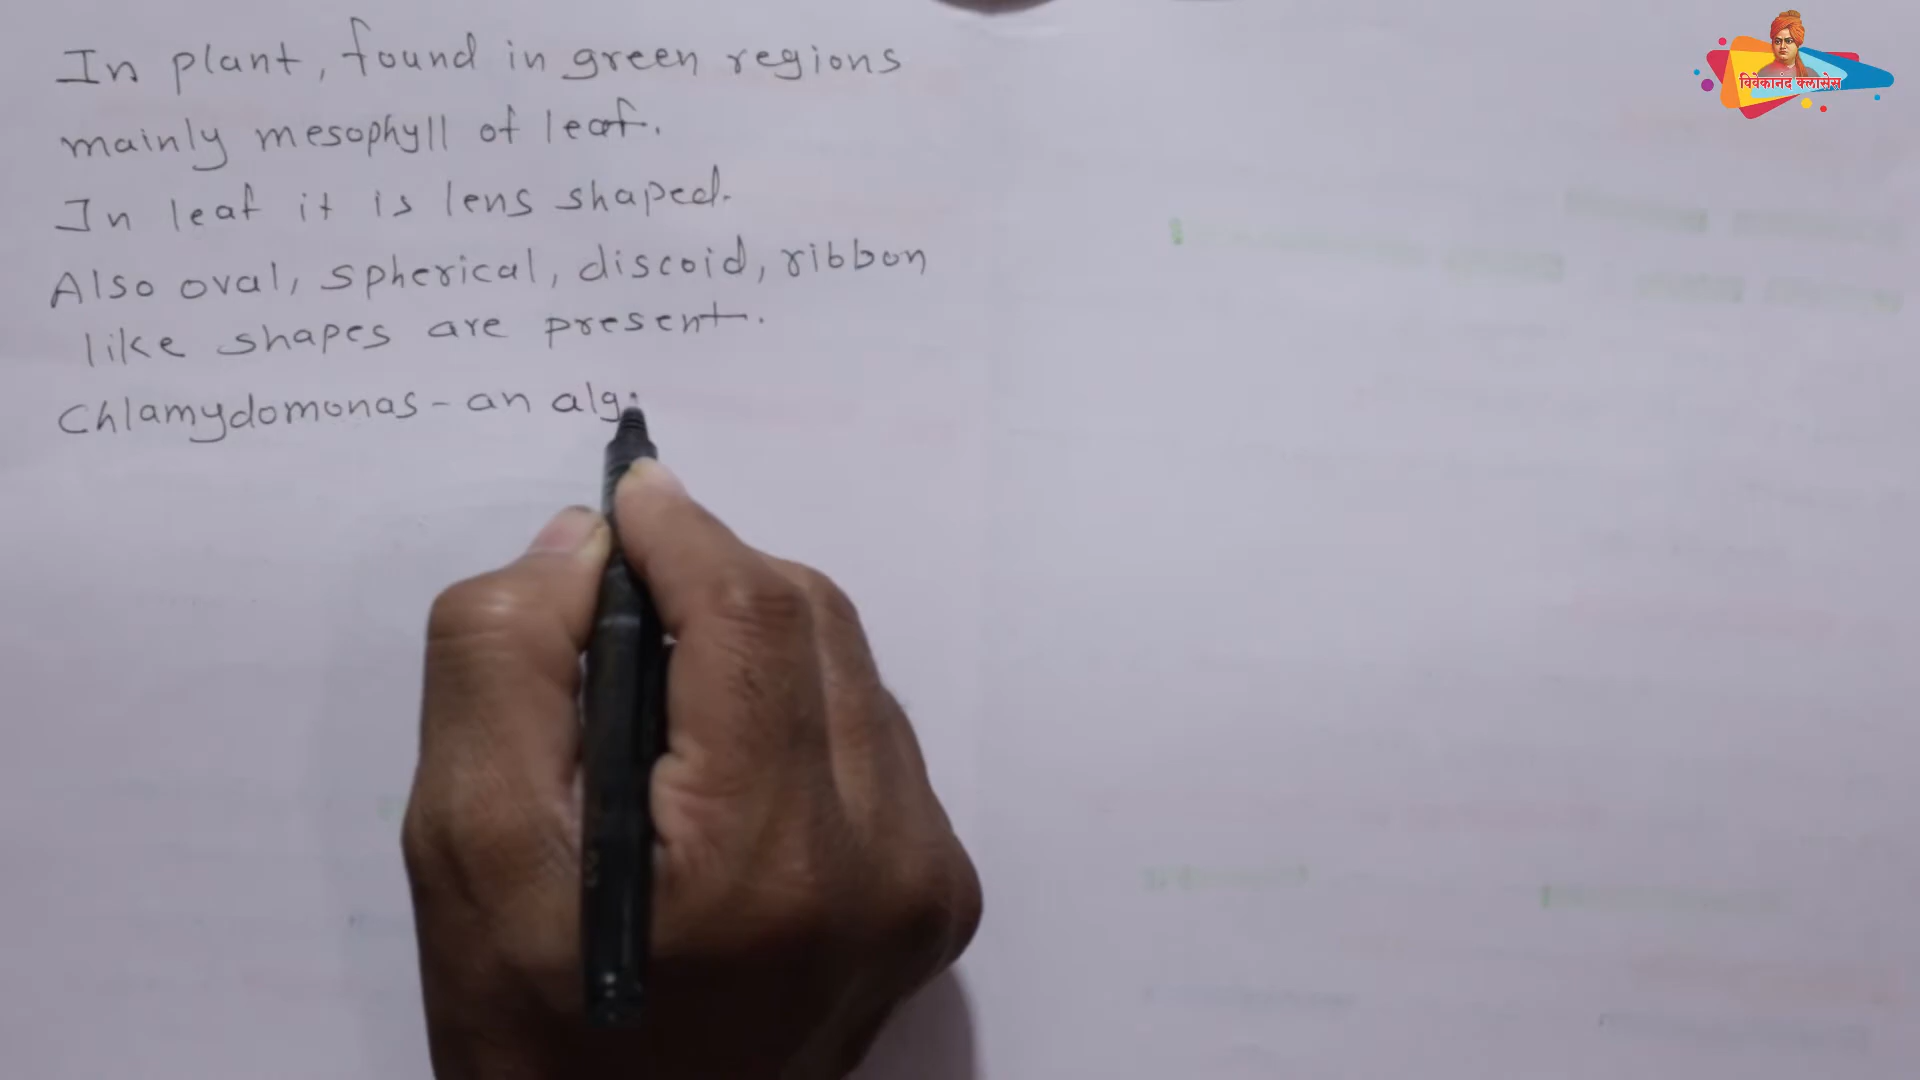 In plant, found in green regions
mainly mesophyll of leaf.
In leaf it is lens shaped.
Also oval, spherical, discoid, ribbon
like shapes are present.
Chlamydomonas - an alg
विवेकानंद क्लासेस